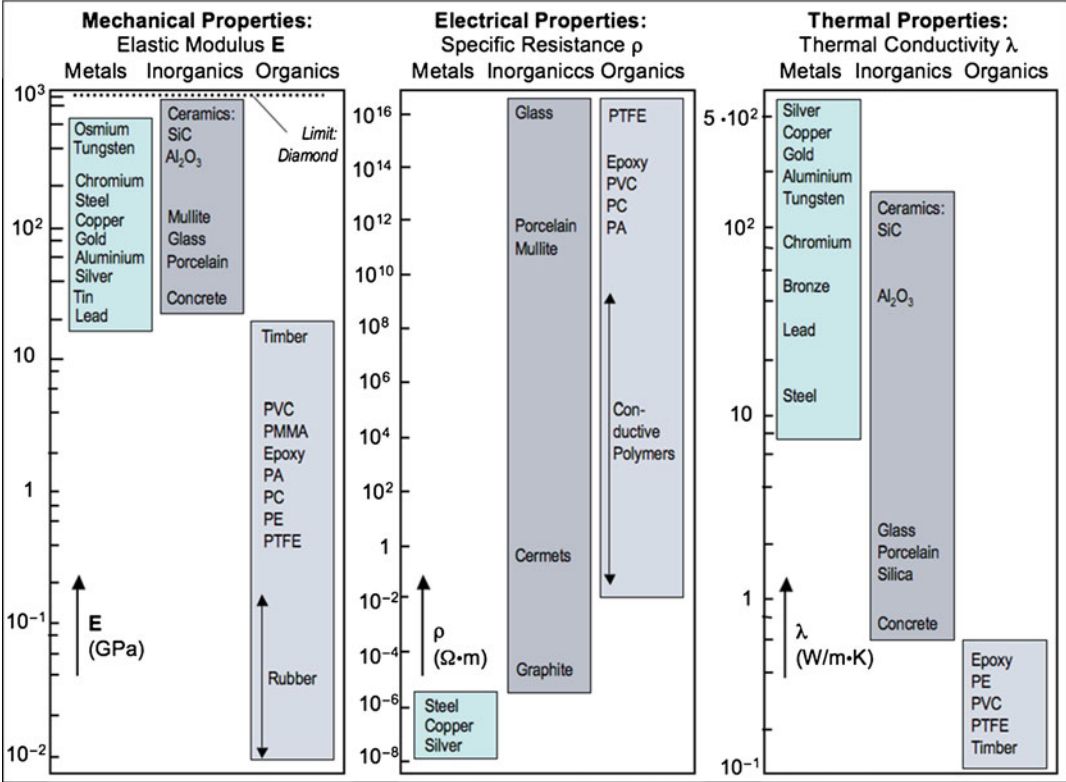 Mechanical Properties:
Elastic Modulus E
Metals Inorganics Organics
10³
10²
10
1
10⁻¹
10⁻²
E
(GPa)
Osmium
Tungsten
Chromium
Steel
Copper
Gold
Aluminium
Silver
Tin
Lead
Ceramics:
SiC
Al₂O₃
Mullite
Glass
Porcelain
Concrete
Limit:
Diamond
Timber
PVC
PMMA
Epoxy
PA
PC
PE
PTFE
Rubber
Electrical Properties:
Specific Resistance ρ
Metals Inorganiccs Organics
10¹⁶
10¹⁴
10¹²
10¹⁰
10⁸
10⁶
10⁴
10²
1
10⁻²
10⁻⁴
10⁻⁶
10⁻⁸
ρ
(Ω•m)
Steel
Copper
Silver
Glass
Porcelain
Mullite
Cermets
Graphite
PTFE
Epoxy
PVC
PC
PA
Con-
ductive
Polymers
Thermal Properties:
Thermal Conductivity λ
Metals Inorganics Organics
5 •10²
10²
10
1
10⁻¹
λ
(W/m•K)
Silver
Copper
Gold
Aluminium
Tungsten
Chromium
Bronze
Lead
Steel
Ceramics:
SiC
Al₂O₃
Glass
Porcelain
Silica
Concrete
Epoxy
PE
PVC
PTFE
Timber